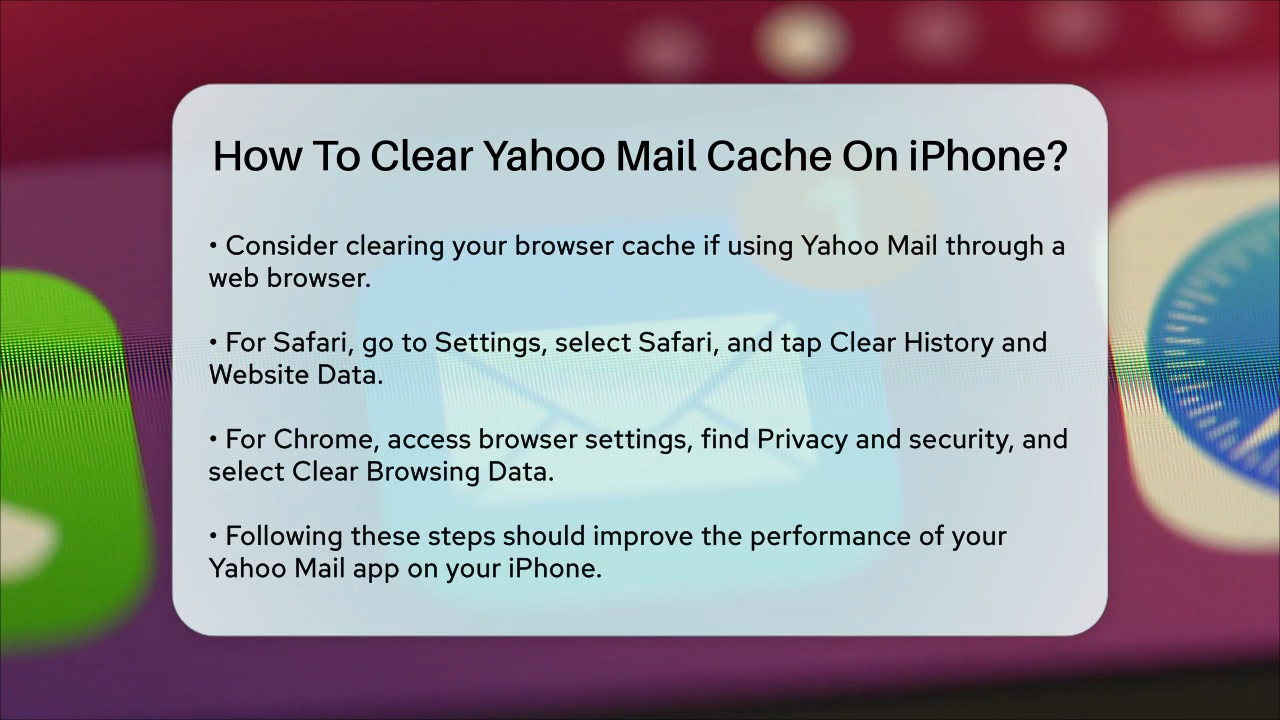 How To Clear Yahoo Mail Cache On iPhone?
• Consider clearing your browser cache if using Yahoo Mail through a
web browser.
• For Safari, go to Settings, select Safari, and tap Clear History and
Website Data.
• For Chrome, access browser settings, find Privacy and security, and
select Clear Browsing Data.
• Following these steps should improve the performance of your
Yahoo Mail app on your iPhone.